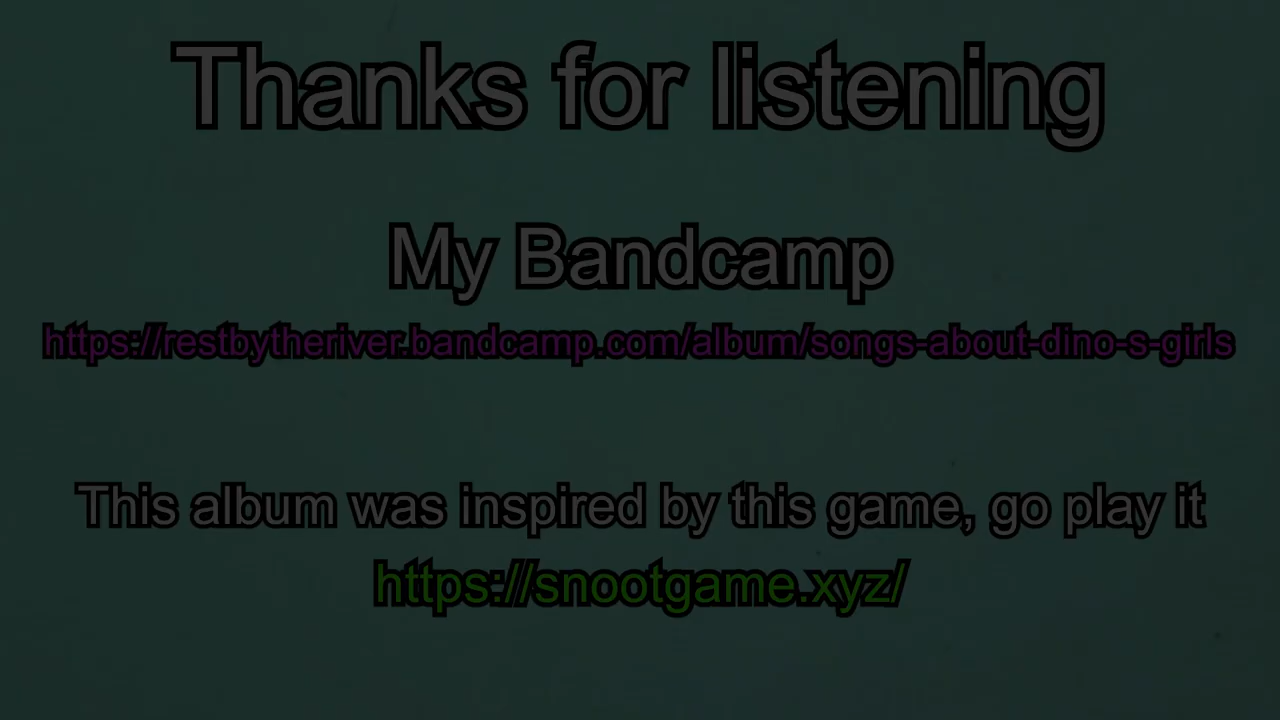 Thanks for listening
My Bandcamp
https://restbytheriver.bandcamp.com/album/songs-about-dino-s-girls
This album was inspired by this game, go play it
https://snootgame.xyz/